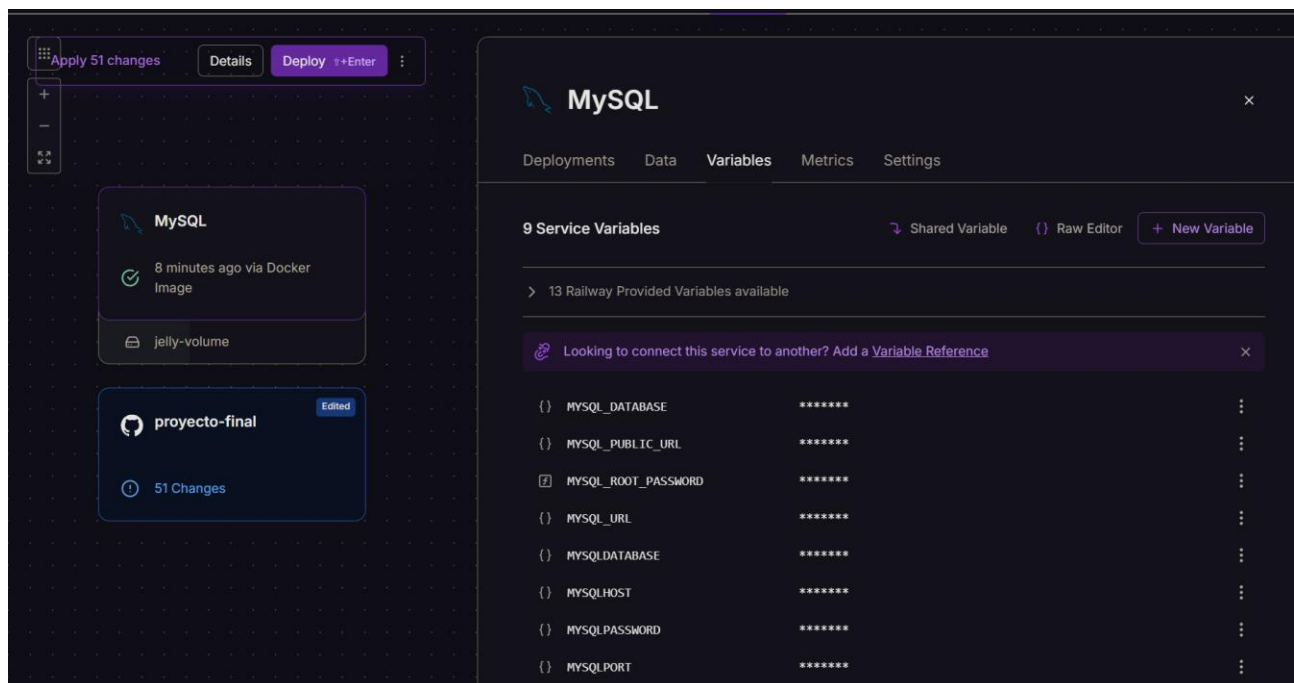 Apply 51 changes
Details
Deploy ⇧+Enter
MySQL
8 minutes ago via Docker
Image
jelly-volume
proyecto-final
Edited
51 Changes
MySQL
Deployments Data Variables Metrics Settings
9 Service Variables
Shared Variable
{} Raw Editor
+ New Variable
13 Railway Provided Variables available
Looking to connect this service to another? Add a Variable Reference
{} MYSQL_DATABASE *******
{} MYSQL_PUBLIC_URL *******
MYSQL_ROOT_PASSWORD *******
{} MYSQL_URL *******
{} MYSQLDATABASE *******
{} MYSQLHOST *******
{} MYSQLPASSWORD *******
{} MYSQLPORT *******